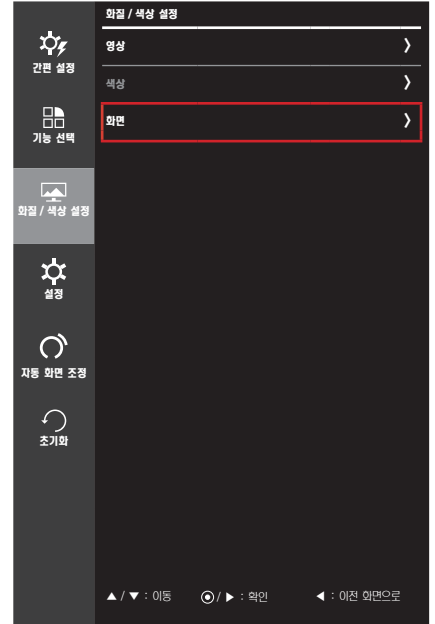 화질 / 색상 설정
간편 설정
기능 선택
화질 / 색상 설정
설정
자동 화면 조정
초기화
영상 〉
색상 〉
화면 〉
▲ / ▼ : 이동 ⦿ / ▶ : 확인 ◀ : 이전 화면으로